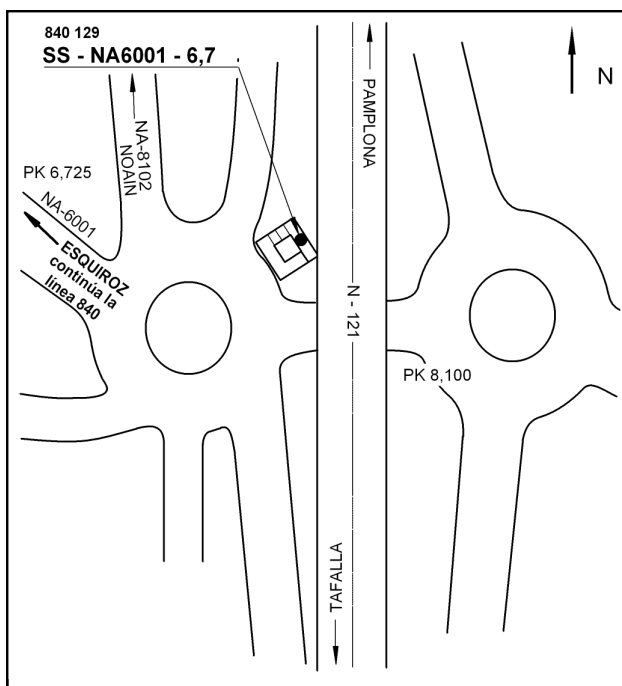 840 129
SS - NA6001 - 6,7
N
PAMPLONA
NA-8102
NOAIN
PK 6,725
NA-6001
ESQUIROZ
continúa la
línea 840
N - 121
PK 8,100
TAFALLA